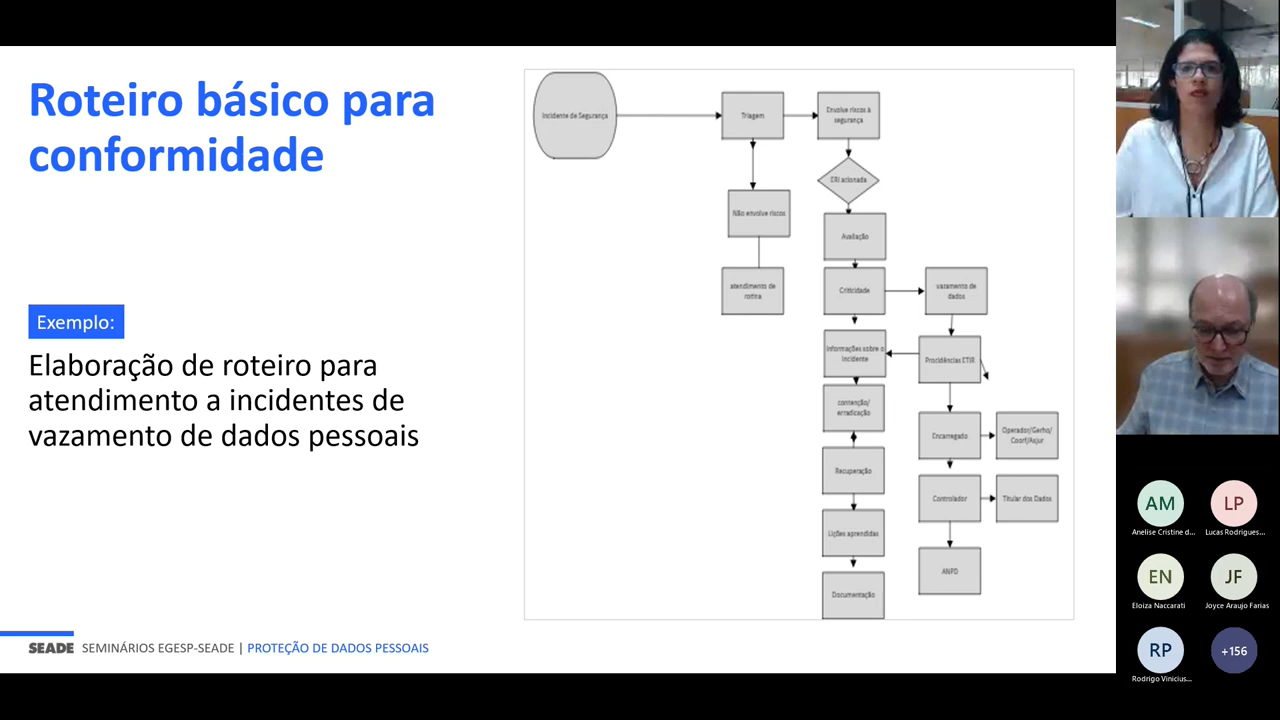 Roteiro básico para
conformidade
Exemplo:
Elaboração de roteiro para
atendimento a incidentes de
vazamento de dados pessoais
Incidente de Segurança
Triagem
Envolve riscos à
segurança
CRI acionada
Não envolve riscos
Avaliação
atendimento de
rotina
Criticidade
vazamento de
dados
Informações sobre o
incidente
Procidências ETIR
contenção/
erradicação
Encarregado
Operador/Gerho/
Coorf/Asjur
Recuperação
Controlador
Titular dos Dados
Lições aprendidas
ANPD
Documentação
SEADE SEMINÁRIOS EGESP-SEADE | PROTEÇÃO DE DADOS PESSOAIS
AM
Anelise Cristine d...
LP
Lucas Rodrigues...
EN
Eloiza Naccarati
JF
Joyce Araujo Farias
RP
Rodrigo Vinicius...
+156